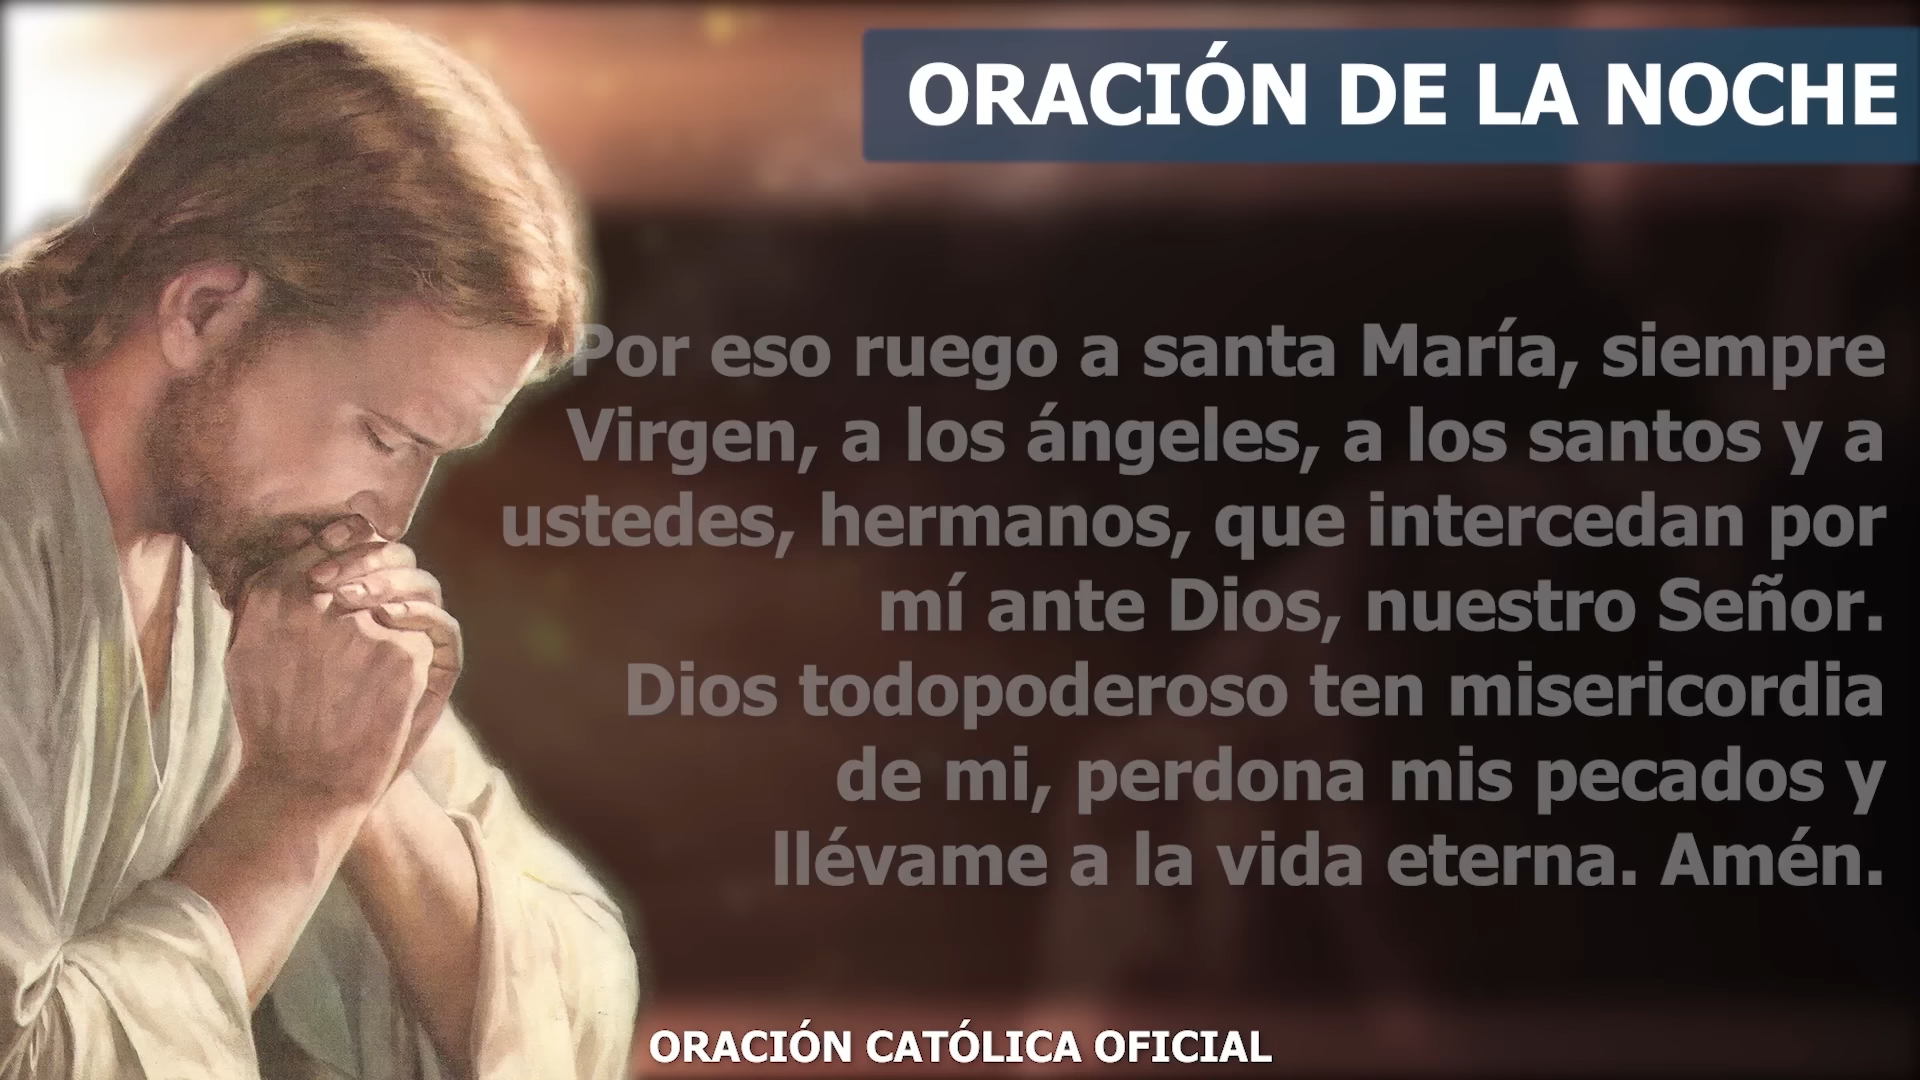 ORACIÓN DE LA NOCHE
Por eso ruego a santa María, siempre
Virgen, a los ángeles, a los santos y a
ustedes, hermanos, que intercedan por
mí ante Dios, nuestro Señor.
Dios todopoderoso ten misericordia
de mi, perdona mis pecados y
llévame a la vida eterna. Amén.
ORACIÓN CATÓLICA OFICIAL